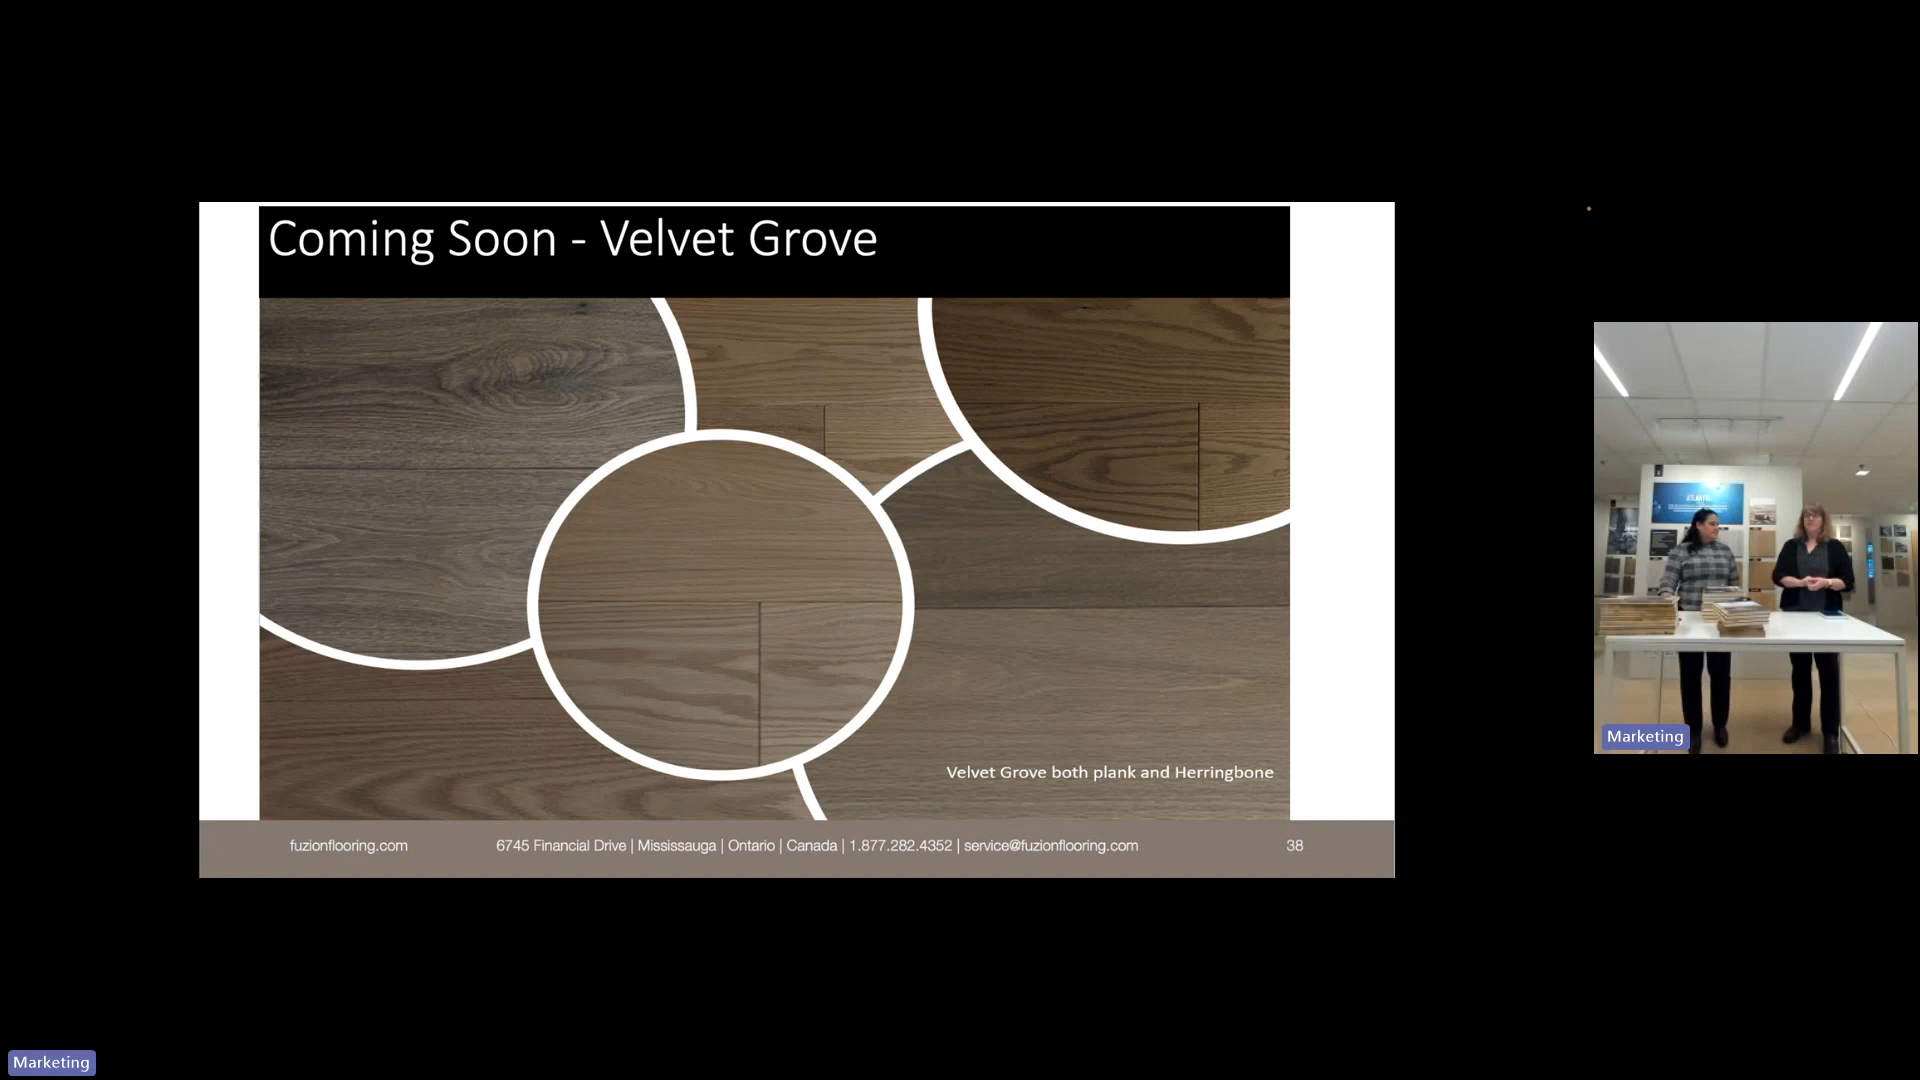 Coming Soon - Velvet Grove
Velvet Grove both plank and Herringbone
fuzionflooring.com
6745 Financial Drive | Mississauga | Ontario | Canada | 1.877.282.4352 | service@fuzionflooring.com
38
Marketing
Marketing